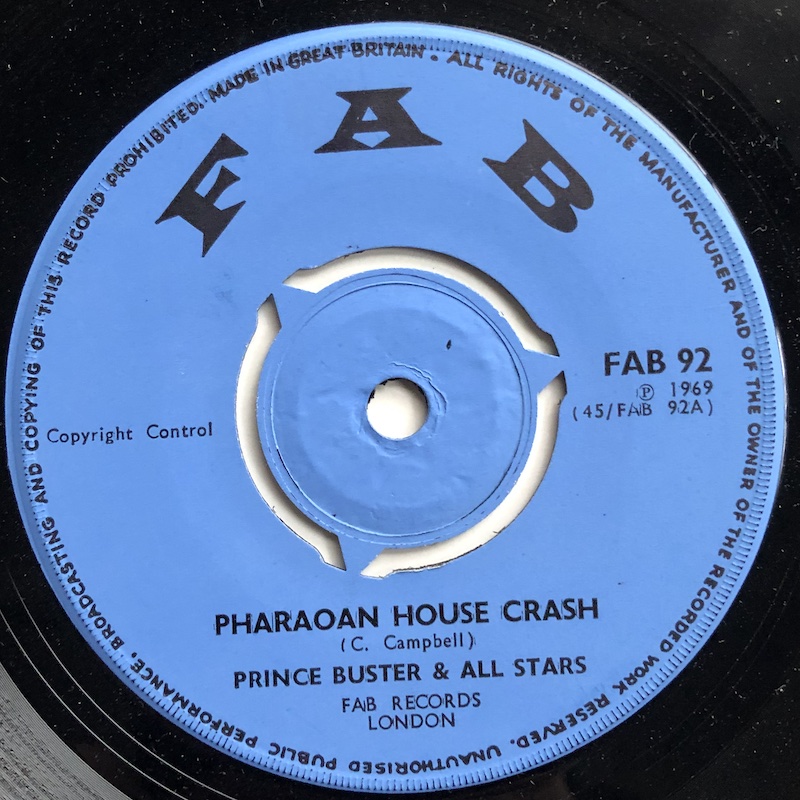 FAB
ALL RIGHTS OF THE MANUFACTURER AND OF THE OWNER OF THE RECORDED WORK RESERVED. UNAUTHORISED PUBLIC PERFORMANCE, BROADCASTING AND COPYING OF THIS RECORD PROHIBITED. MADE IN GREAT BRITAIN .
FAB 92
Ⓟ 1969
(45/FAB 92A)
Copyright Control
PHARAOAN HOUSE CRASH
(C. Campbell)
PRINCE BUSTER & ALL STARS
FAB RECORDS
LONDON